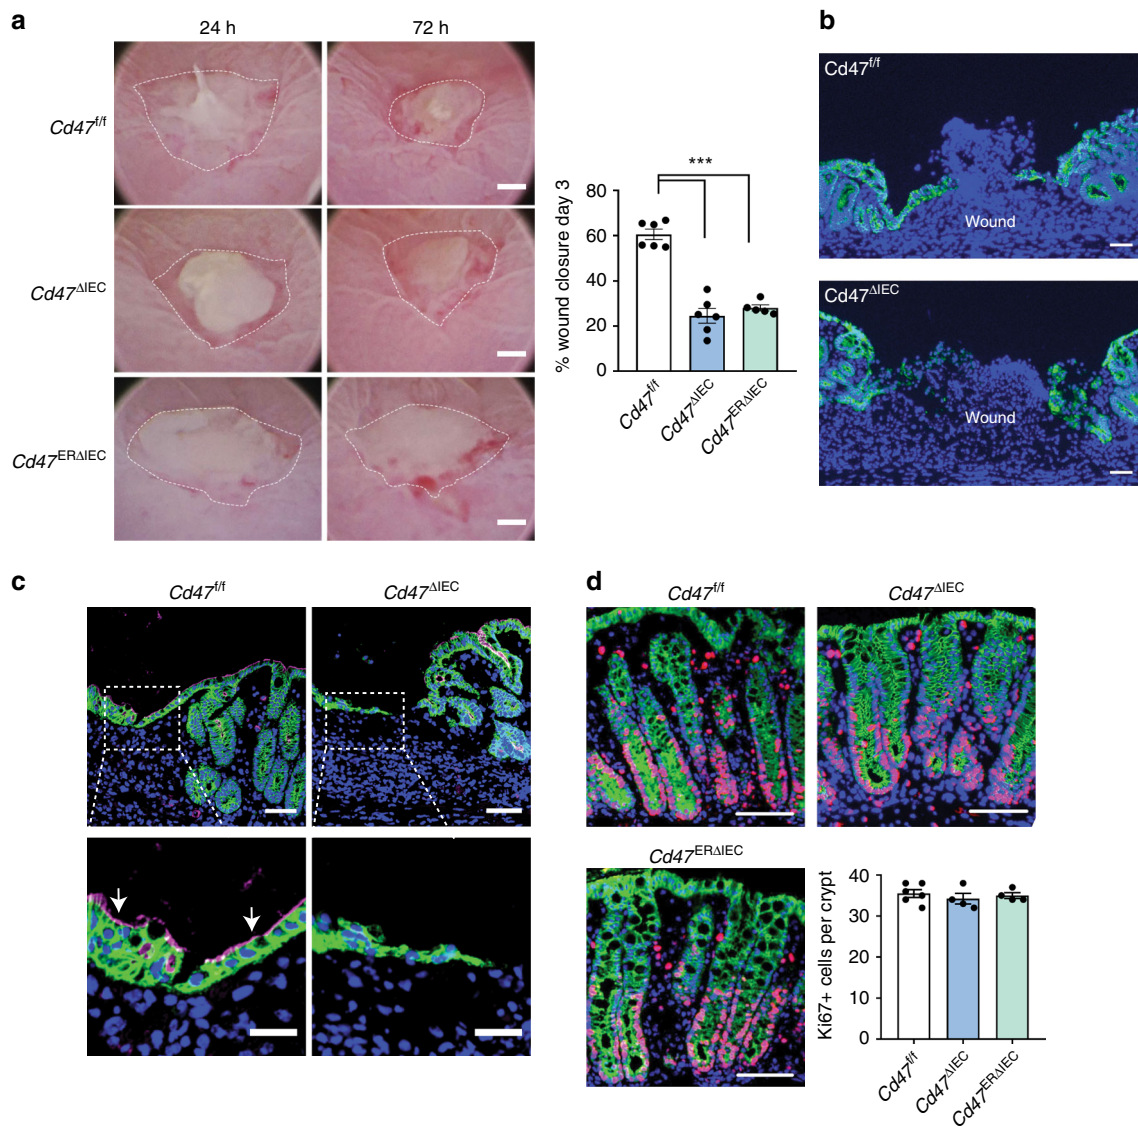 a
24 h
72 h
Cd47f/f
Cd47ΔIEC
Cd47ERΔIEC
% wound closure day 3
80
60
40
20
0
***
Cd47f/f
Cd47ΔIEC
Cd47ERΔIEC
b
Cd47f/f
Wound
Cd47ΔIEC
Wound
c
Cd47f/f
Cd47ΔIEC
d
Cd47f/f
Cd47ΔIEC
Cd47ERΔIEC
Ki67+ cells per crypt
40
30
20
10
0
Cd47f/f
Cd47ΔIEC
Cd47ERΔIEC